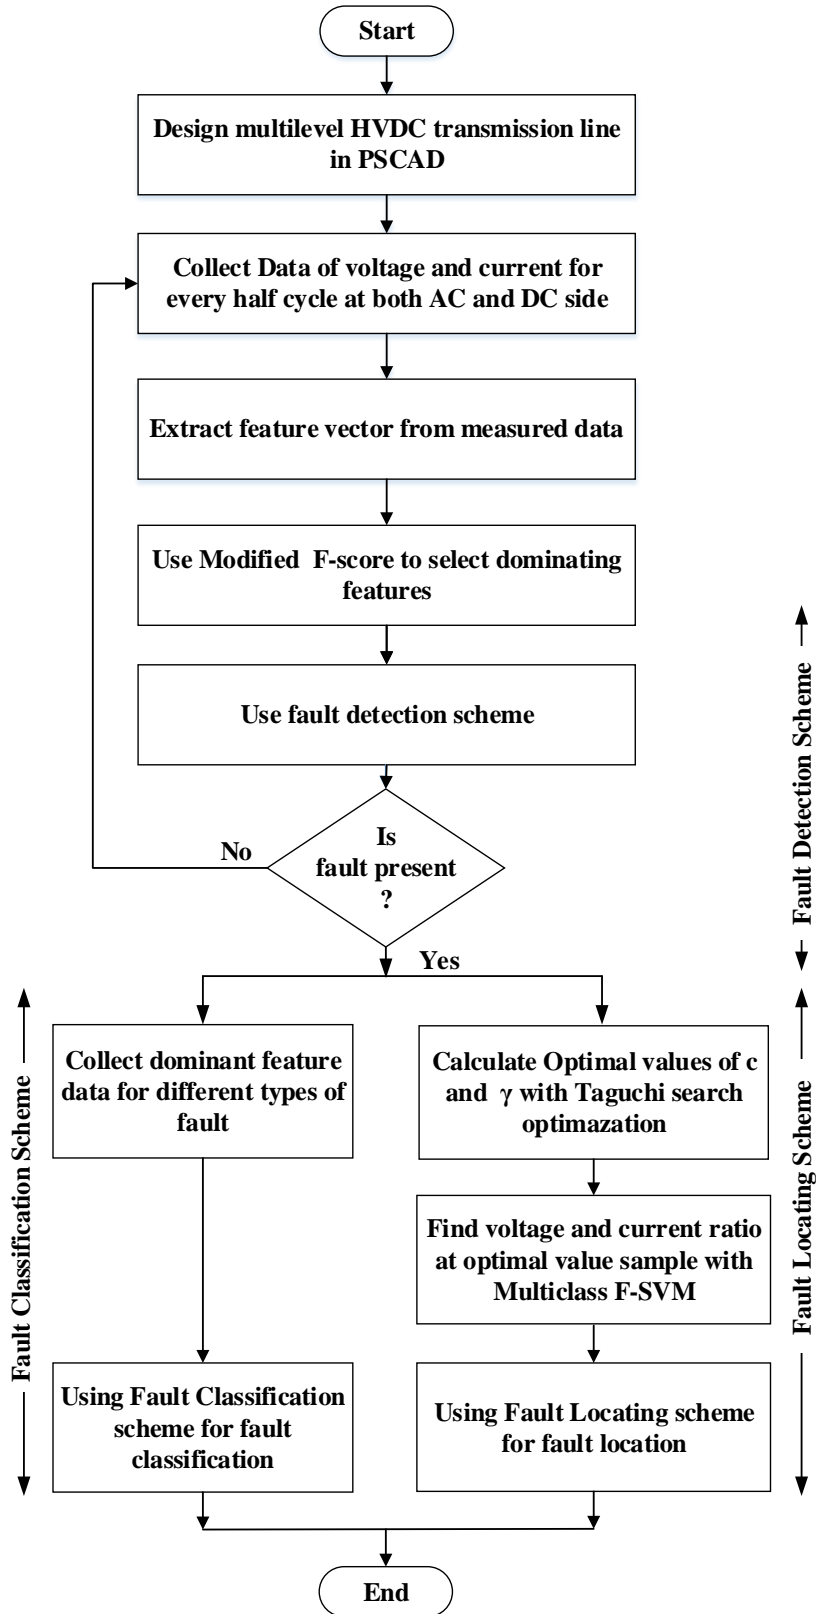 Start
Design multilevel HVDC transmission line
in PSCAD
Collect Data of voltage and current for
every half cycle at both AC and DC side
Extract feature vector from measured data
Use Modified F-score to select dominating
features
Use fault detection scheme
Is
fault present
?
No
Yes
Fault Detection Scheme
Fault Classification Scheme
Collect dominant feature
data for different types of
fault
Using Fault Classification
scheme for fault
classification
Calculate Optimal values of c
and γ with Taguchi search
optimazation
Find voltage and current ratio
at optimal value sample with
Multiclass F-SVM
Using Fault Locating scheme
for fault location
Fault Locating Scheme
End